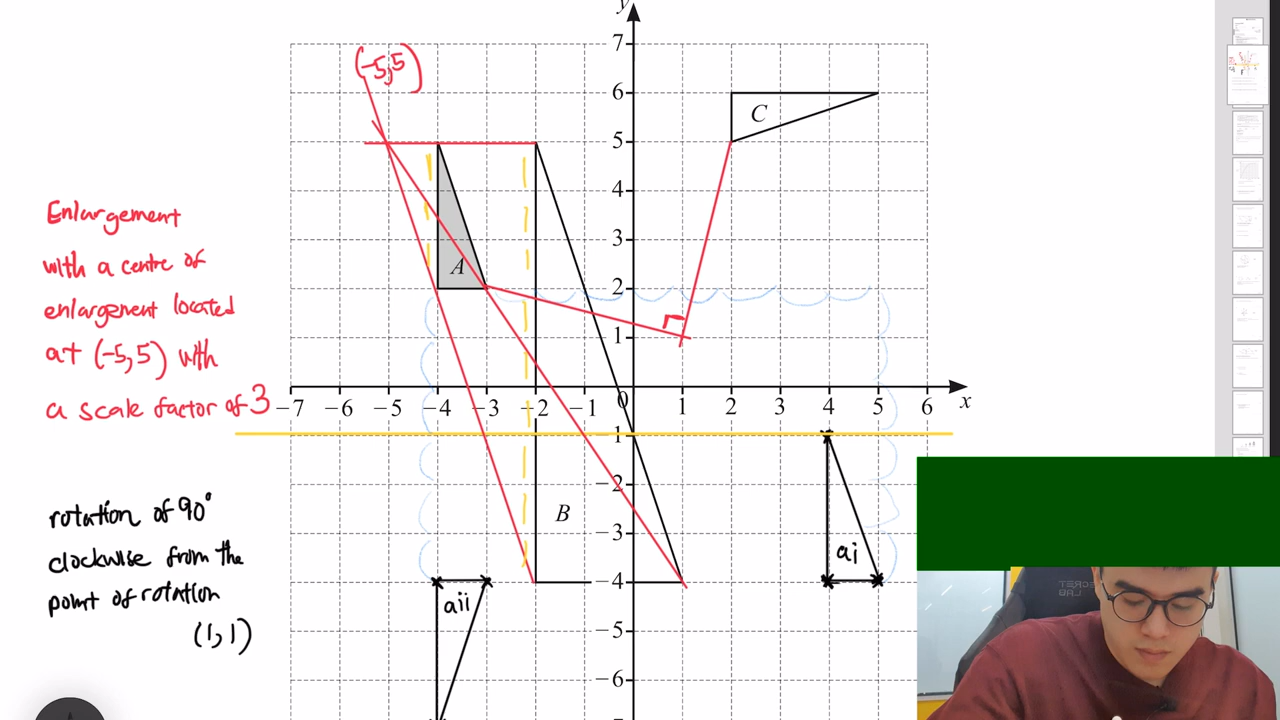 y
7
(-5,5)
6
C
5
4
Enlargement
3
with a centre of
A
2
enlargement located
1
at (-5,5) with
a scale factor of 3
−7 −6 −5 −4 −3 −2 −1 0 1 2 3 4 5 6 x
−1
−2
rotation of 90°
B
−3
clockwise from the
ai
−4
point of rotation
aii
(1,1)
−5
−6